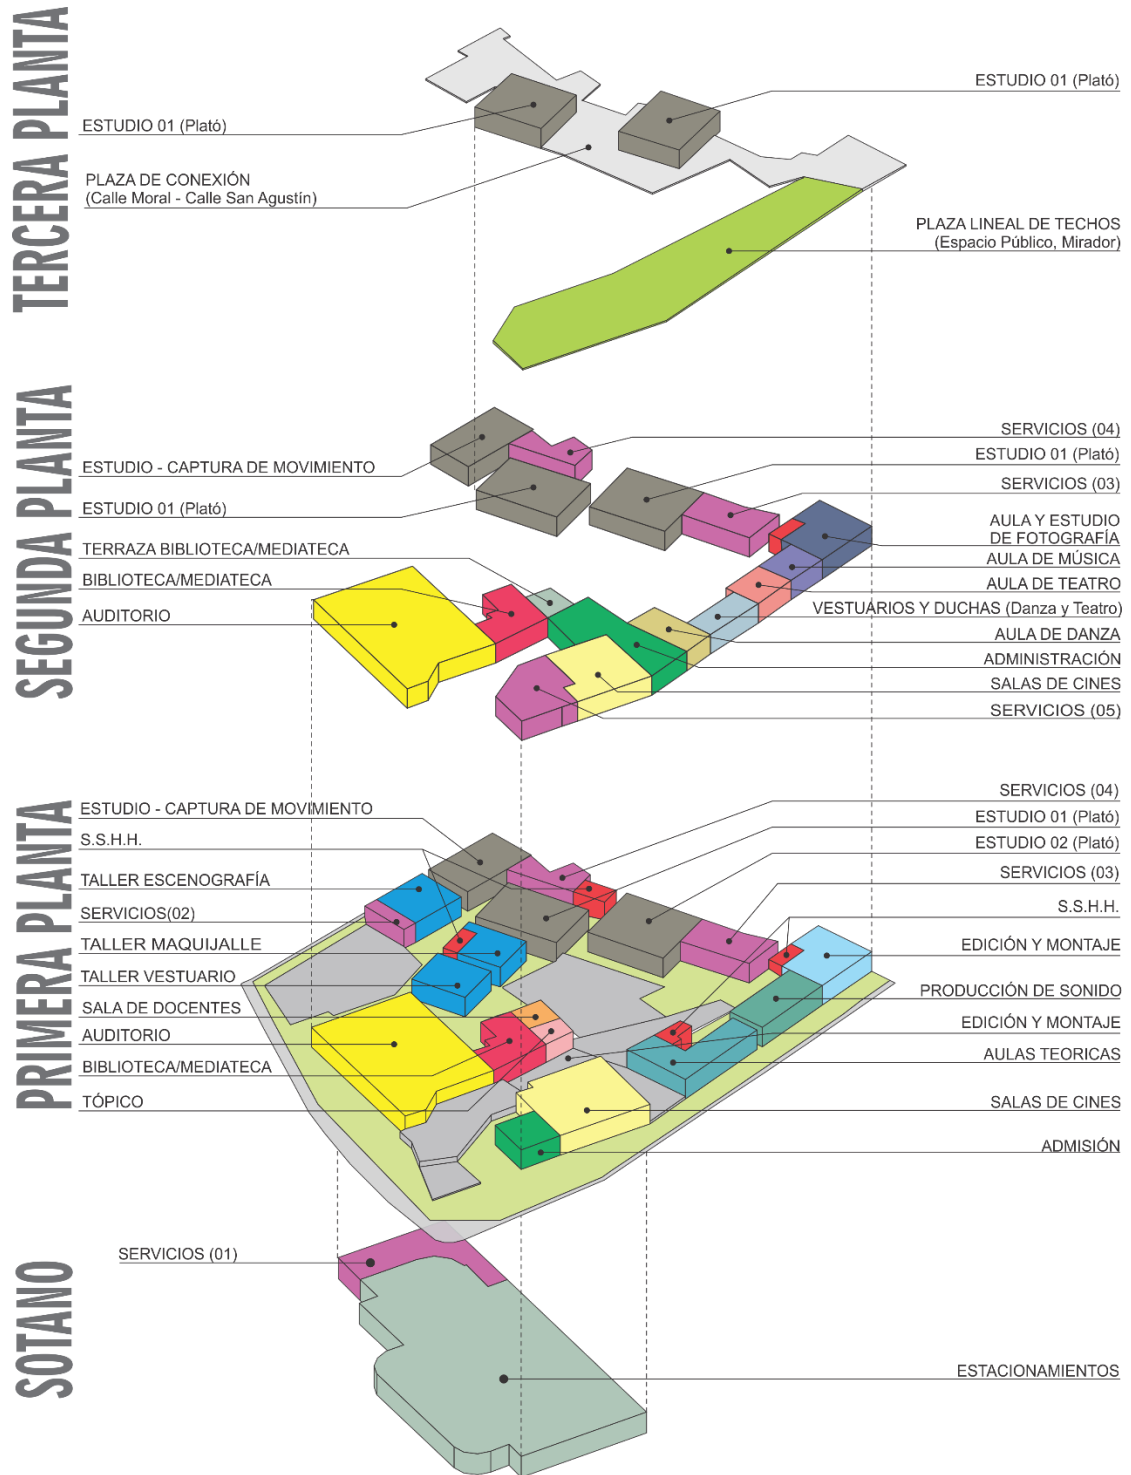 TERCERA PLANTA
ESTUDIO 01 (Plató)
ESTUDIO 01 (Plató)
PLAZA DE CONEXIÓN
(Calle Moral - Calle San Agustín)
PLAZA LINEAL DE TECHOS
(Espacio Público, Mirador)
SEGUNDA PLANTA
ESTUDIO - CAPTURA DE MOVIMIENTO
ESTUDIO 01 (Plató)
TERRAZA BIBLIOTECA/MEDIATECA
BIBLIOTECA/MEDIATECA
AUDITORIO
SERVICIOS (04)
ESTUDIO 01 (Plató)
SERVICIOS (03)
AULA Y ESTUDIO
DE FOTOGRAFÍA
AULA DE MÚSICA
AULA DE TEATRO
VESTUARIOS Y DUCHAS (Danza y Teatro)
AULA DE DANZA
ADMINISTRACIÓN
SALAS DE CINES
SERVICIOS (05)
PRIMERA PLANTA
ESTUDIO - CAPTURA DE MOVIMIENTO
S.S.H.H.
TALLER ESCENOGRAFÍA
SERVICIOS(02)
TALLER MAQUIJALLE
TALLER VESTUARIO
SALA DE DOCENTES
AUDITORIO
BIBLIOTECA/MEDIATECA
TÓPICO
SERVICIOS (04)
ESTUDIO 01 (Plató)
ESTUDIO 02 (Plató)
SERVICIOS (03)
S.S.H.H.
EDICIÓN Y MONTAJE
PRODUCCIÓN DE SONIDO
EDICIÓN Y MONTAJE
AULAS TEORICAS
SALAS DE CINES
ADMISIÓN
SOTANO
SERVICIOS (01)
ESTACIONAMIENTOS